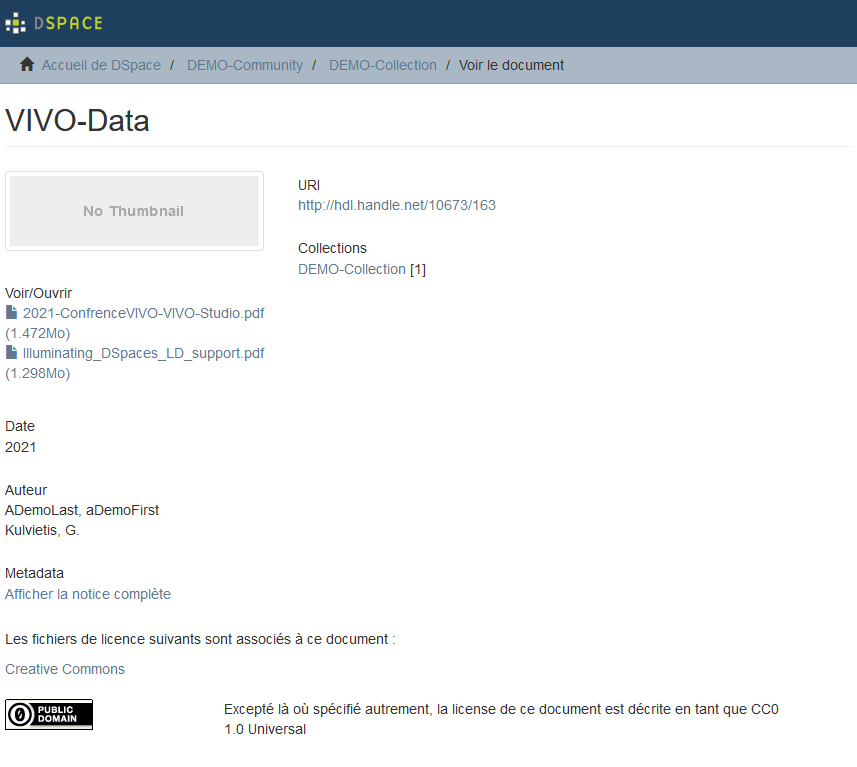 DSPACE
Accueil de DSpace / DEMO-Community / DEMO-Collection / Voir le document
VIVO-Data
No Thumbnail
Voir/Ouvrir
2021-ConfrenceVIVO-VIVO-Studio.pdf
(1.472Mo)
Illuminating_DSpaces_LD_support.pdf
(1.298Mo)
Date
2021
Auteur
ADemoLast, aDemoFirst
Kulvietis, G.
Metadata
Afficher la notice complète
URI
http://hdl.handle.net/10673/163
Collections
DEMO-Collection [1]
Les fichiers de licence suivants sont associés à ce document :
Creative Commons
PUBLIC
DOMAIN
Excepté là où spécifié autrement, la license de ce document est décrite en tant que CC0
1.0 Universal